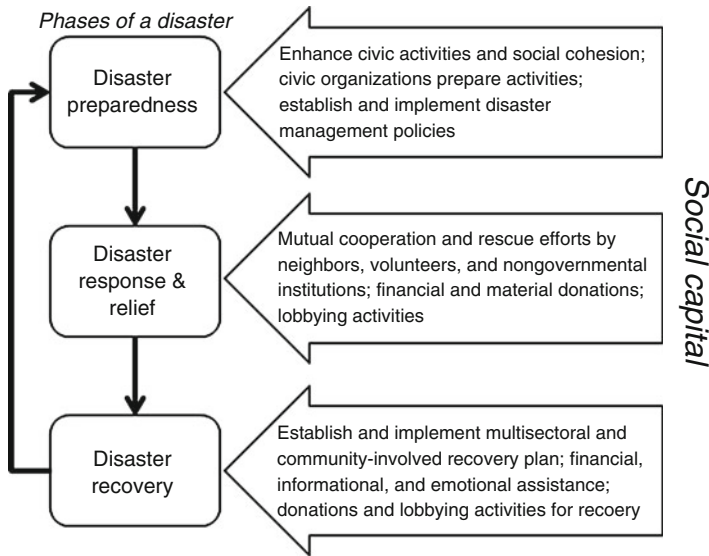 Phases of a disaster
Disaster
preparedness
Enhance civic activities and social cohesion;
civic organizations prepare activities;
establish and implement disaster
management policies
Disaster
response &
relief
Mutual cooperation and rescue efforts by
neighbors, volunteers, and nongovernmental
institutions; financial and material donations;
lobbying activities
Disaster
recovery
Establish and implement multisectoral and
community-involved recovery plan; financial,
informational, and emotional assistance;
donations and lobbying activities for recoery
Social capital